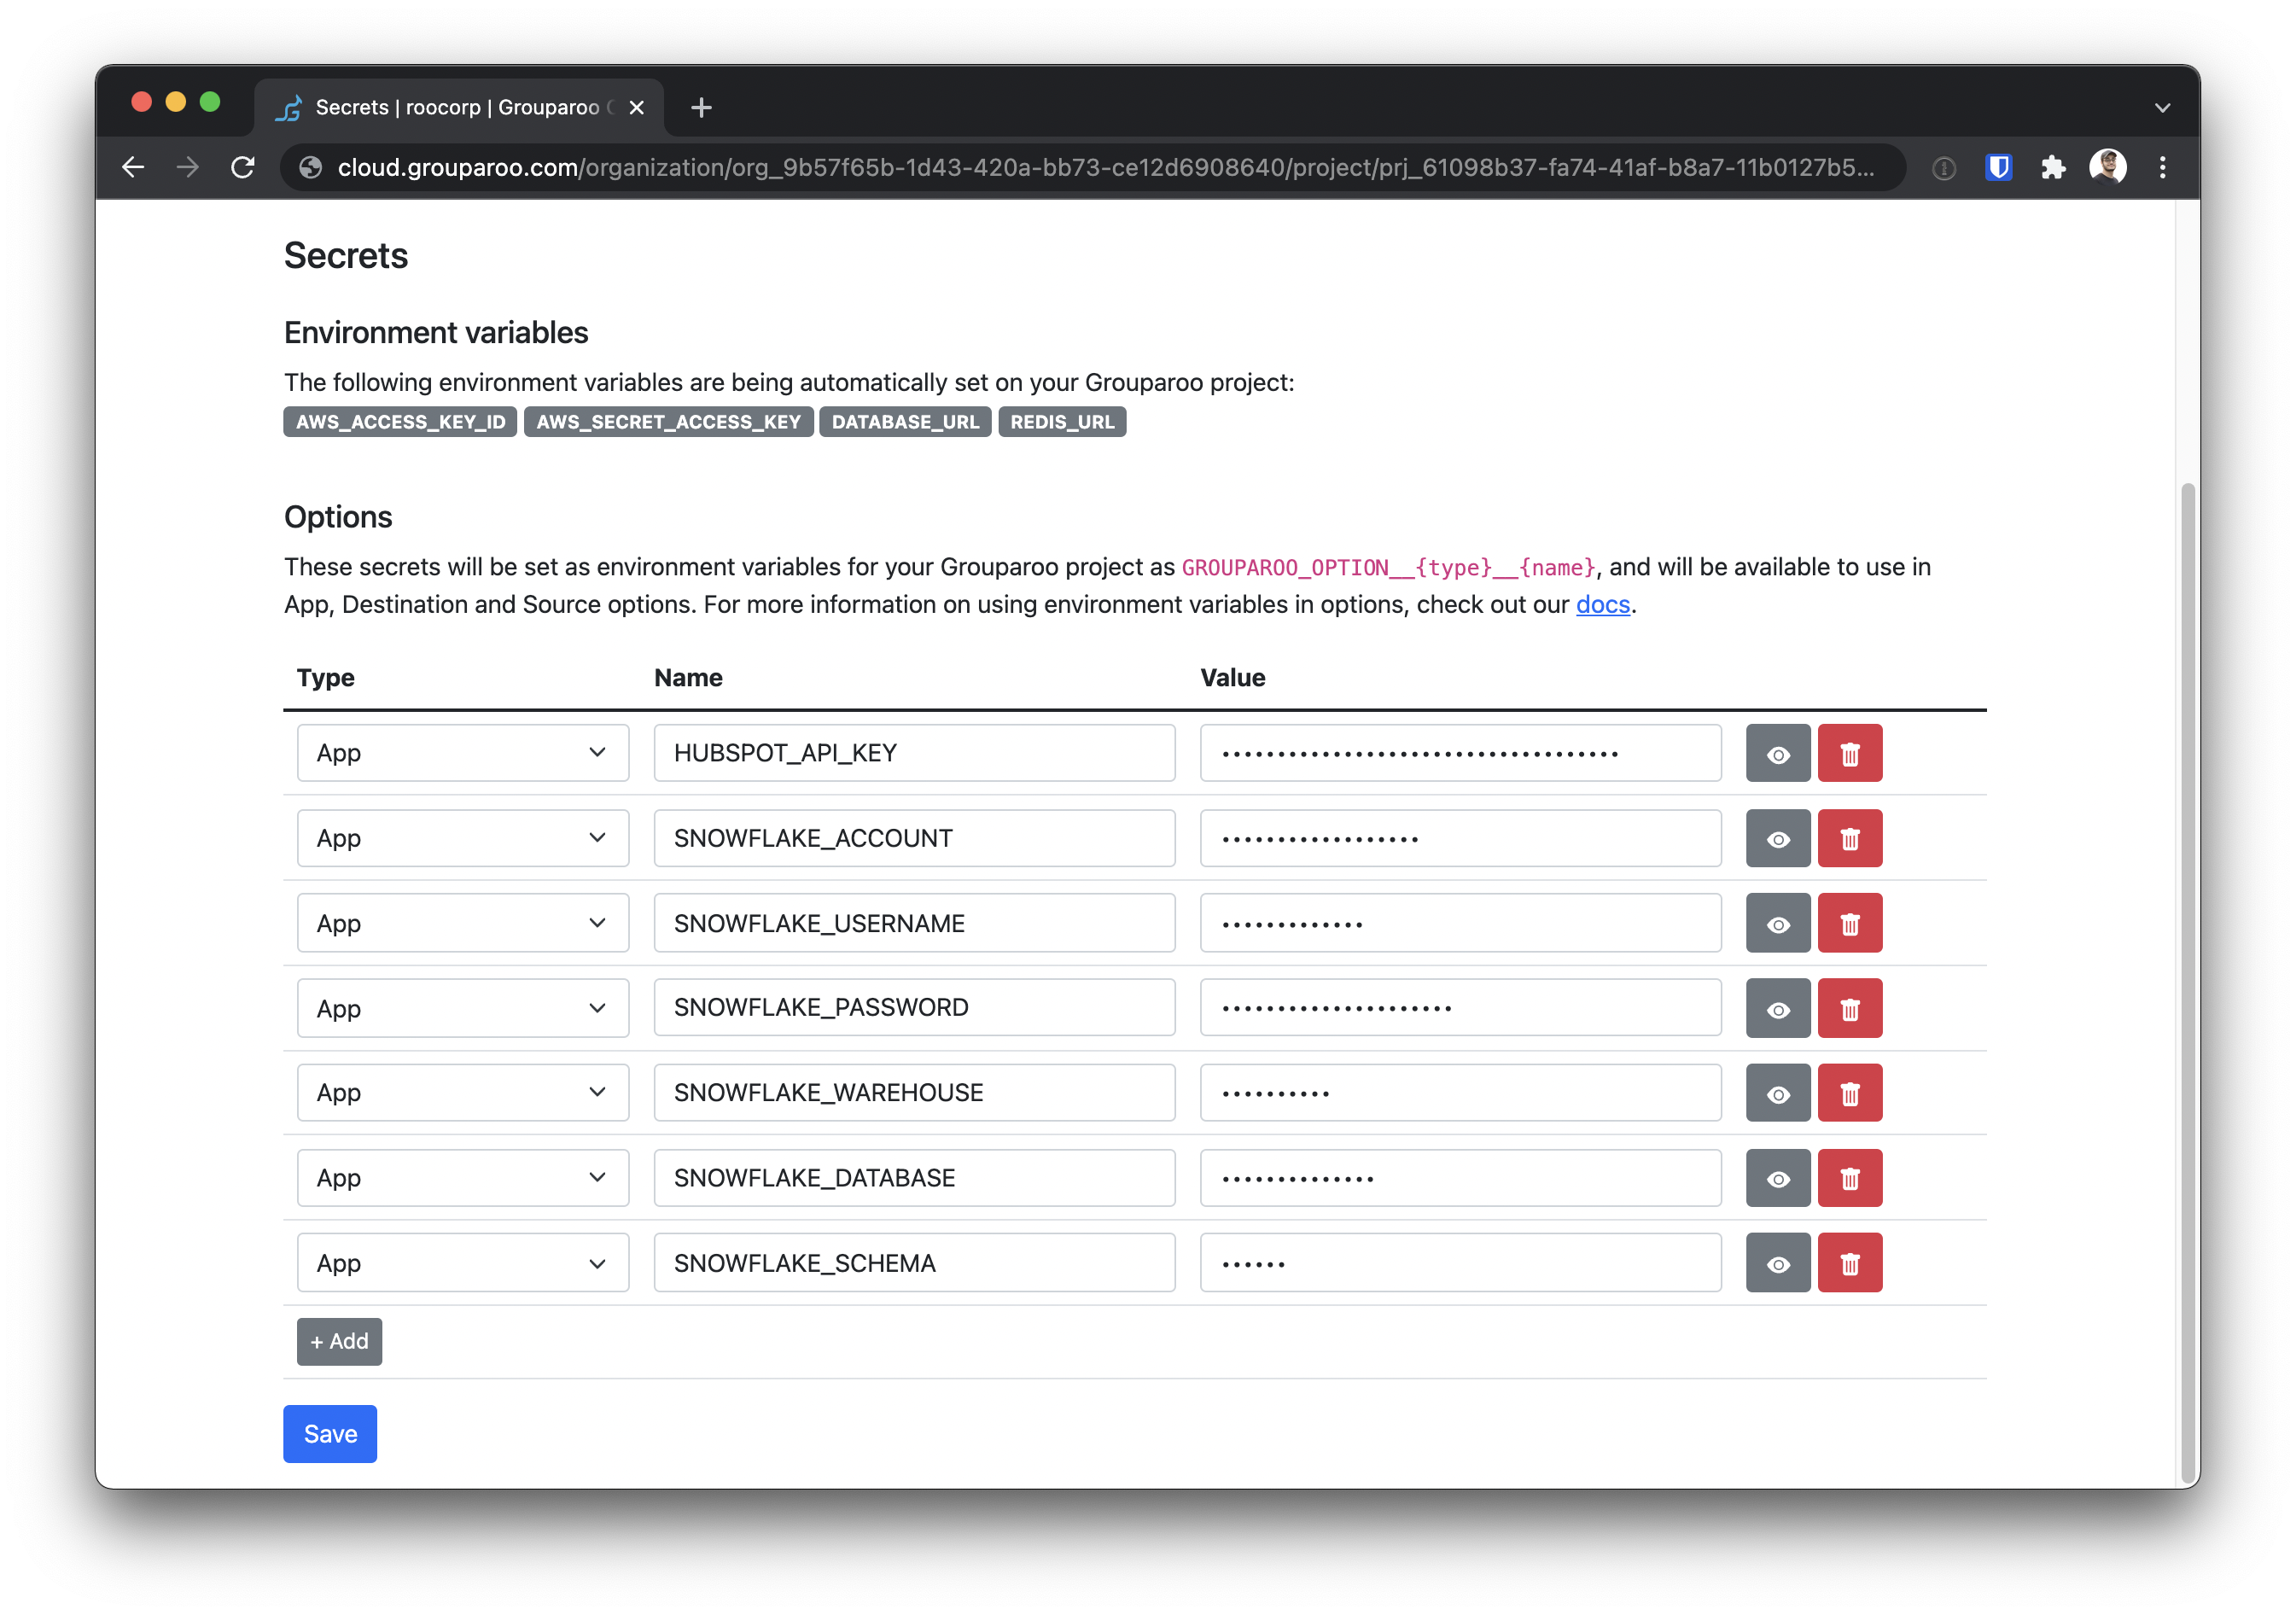 Secrets | roocorp | Grouparoo
cloud.grouparoo.com/organization/org_9b57f65b-1d43-420a-bb73-ce12d6908640/project/prj_61098b37-fa74-41af-b8a7-11b0127b5...
Secrets
Environment variables
The following environment variables are being automatically set on your Grouparoo project:
AWS_ACCESS_KEY_ID AWS_SECRET_ACCESS_KEY DATABASE_URL REDIS_URL
Options
These secrets will be set as environment variables for your Grouparoo project as GROUPAROO_OPTION__{type}__{name}, and will be available to use in
App, Destination and Source options. For more information on using environment variables in options, check out our docs.
Type Name Value
App HUBSPOT_API_KEY
App SNOWFLAKE_ACCOUNT
App SNOWFLAKE_USERNAME
App SNOWFLAKE_PASSWORD
App SNOWFLAKE_WAREHOUSE
App SNOWFLAKE_DATABASE
App SNOWFLAKE_SCHEMA
+ Add
Save